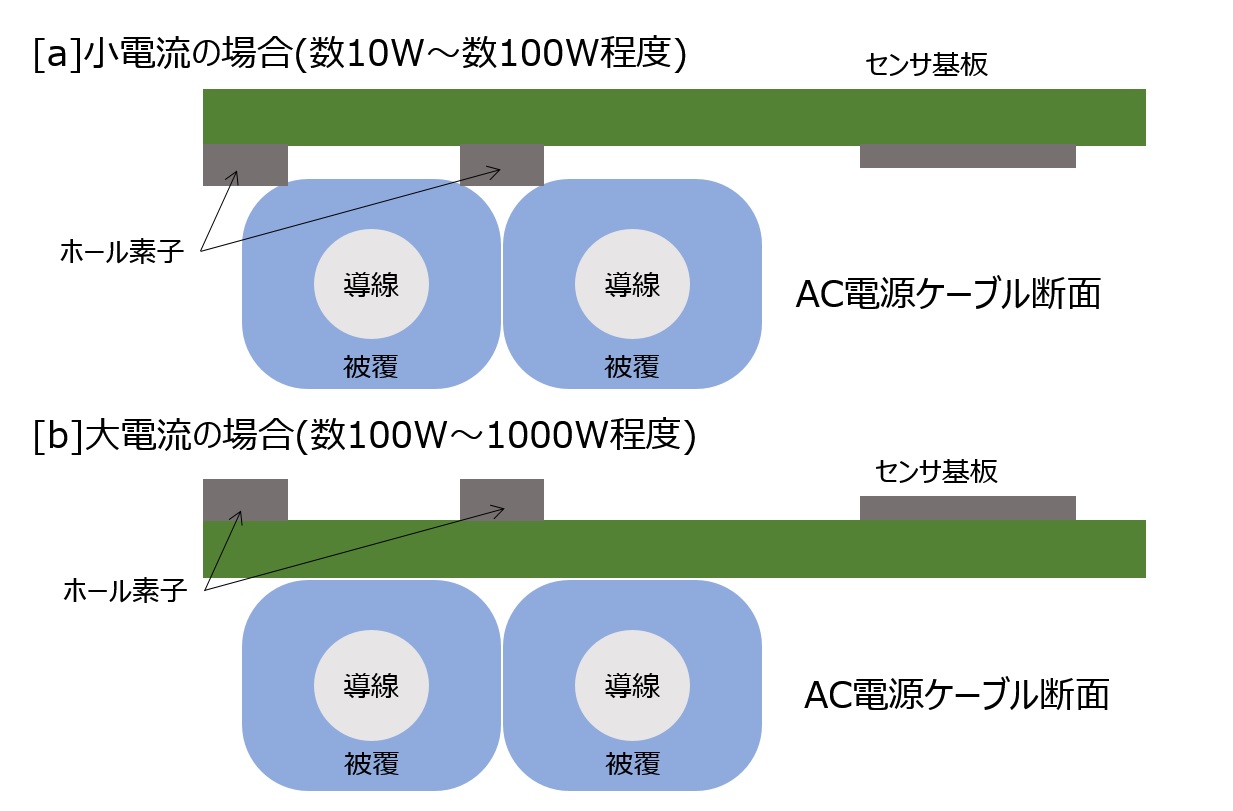 [a]小電流の場合(数10W～数100W程度)
センサ基板
ホール素子
導線
導線
AC電源ケーブル断面
被覆
被覆
[b]大電流の場合(数100W～1000W程度)
センサ基板
ホール素子
導線
導線
AC電源ケーブル断面
被覆
被覆